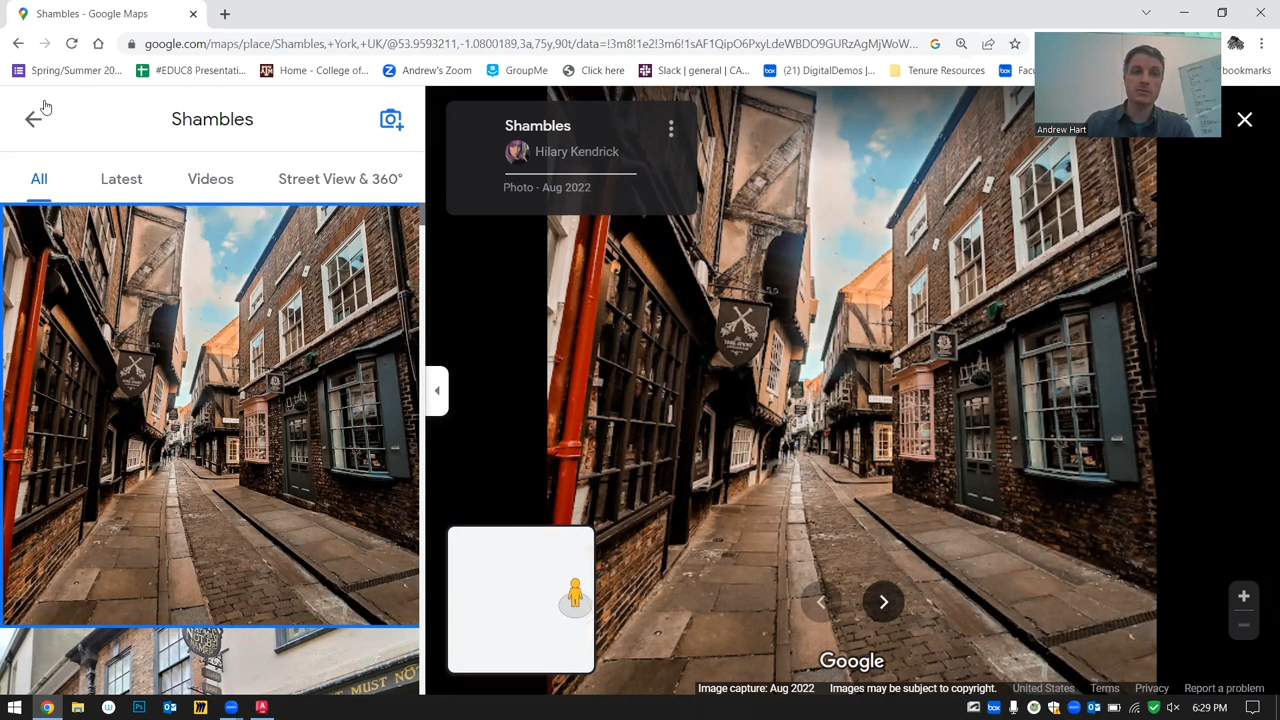 Shambles - Google Maps
google.com/maps/place/Shambles,+York,+UK/@53.9593211,-1.0920113,3a,75y,90t/data=!3m8!1e2!3m6!1sAF1QipO6PxyLdeWBDO9GURzAgMjWoW...
Spring/Summer 20...
#EDUC8 Presentati...
Home - College of...
Andrew's Zoom
GroupMe
Click here
Slack | general | CA...
(21) DigitalDemos |...
Tenure Resources
bookmarks
Shambles
All
Latest
Videos
Street View & 360°
Shambles
Hilary Kendrick
Photo - Aug 2022
Andrew Hart
Google
Image capture: Aug 2022 Images may be subject to copyright. United States Terms Privacy Report a problem
6:29 PM